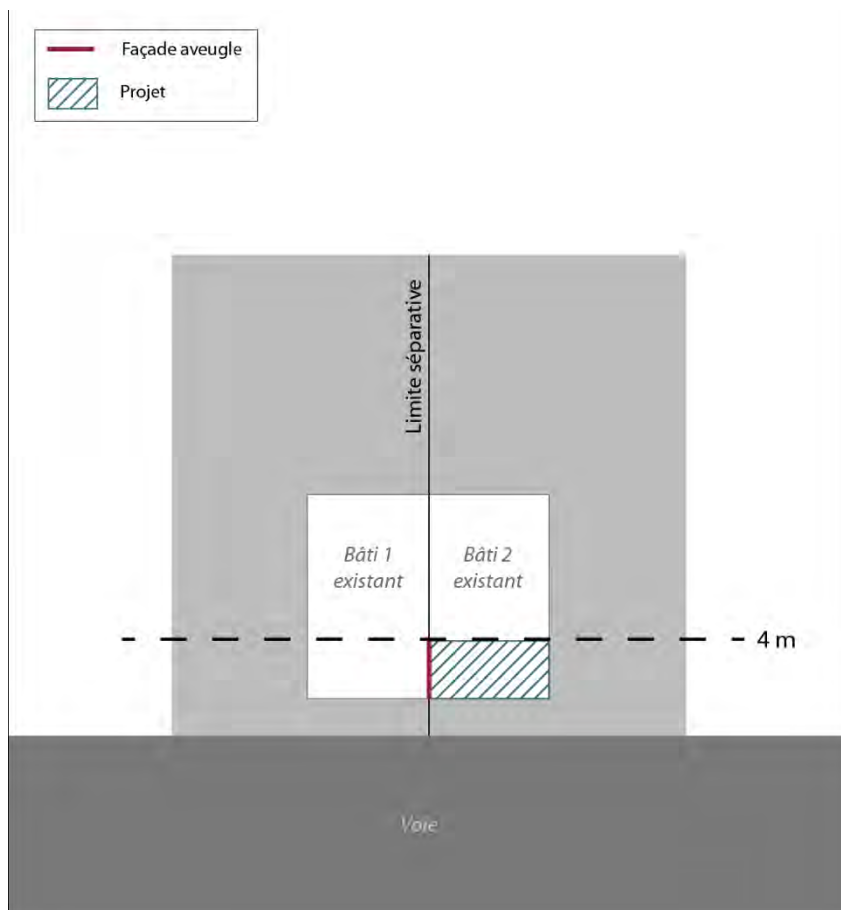 Façade aveugle
Projet
Limite séparative
Bâti 1
existant
Bâti 2
existant
4 m
Voie